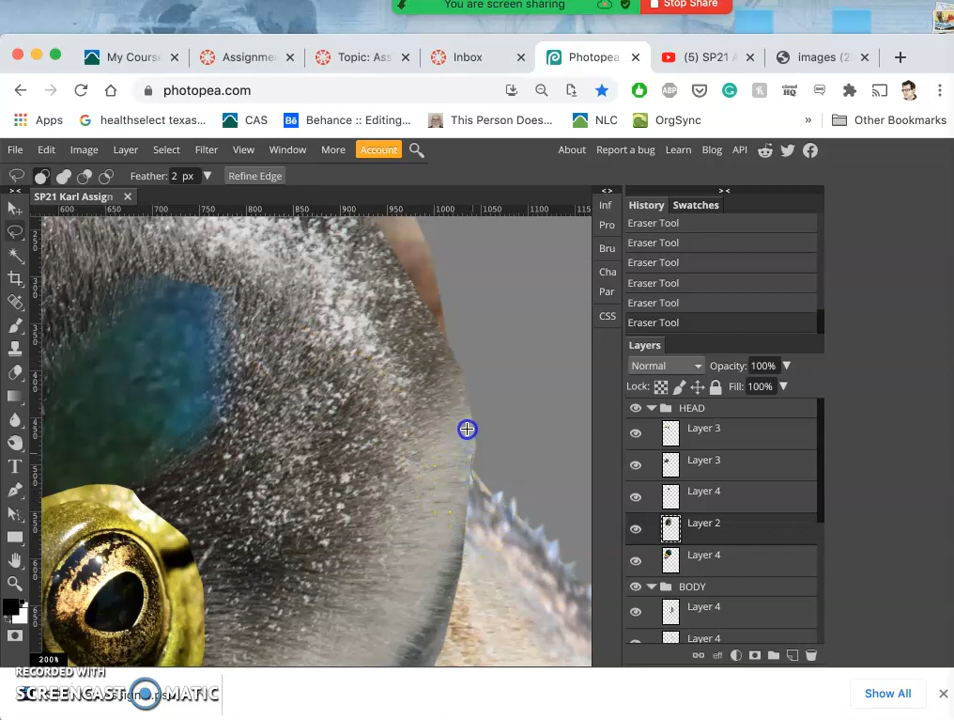 You are screen sharing
Stop Share
My Cours
Assignme
Topic: Ass
Inbox
Photopea
(5) SP21 A
images (2
photopea.com
Apps
healthselect texas...
CAS
Behance :: Editing...
This Person Does...
NLC
OrgSync
»
Other Bookmarks
File Edit Image Layer Select Filter View Window More Account
About Report a bug Learn Blog API
Feather: 2 px
Refine Edge
SP21 Karl Assign
600 700 750 800 850 900 950 1000 1050 1100 115
Inf
Pro
Bru
Cha
Par
CSS
History Swatches
Eraser Tool
Eraser Tool
Eraser Tool
Eraser Tool
Eraser Tool
Eraser Tool
Layers
Normal Opacity: 100%
Lock: Fill: 100%
HEAD
Layer 3
Layer 3
Layer 4
Layer 2
Layer 4
BODY
Layer 4
Layer 4
eff
200%
RECORDED WITH
SCREENCAST MATIC
Show All